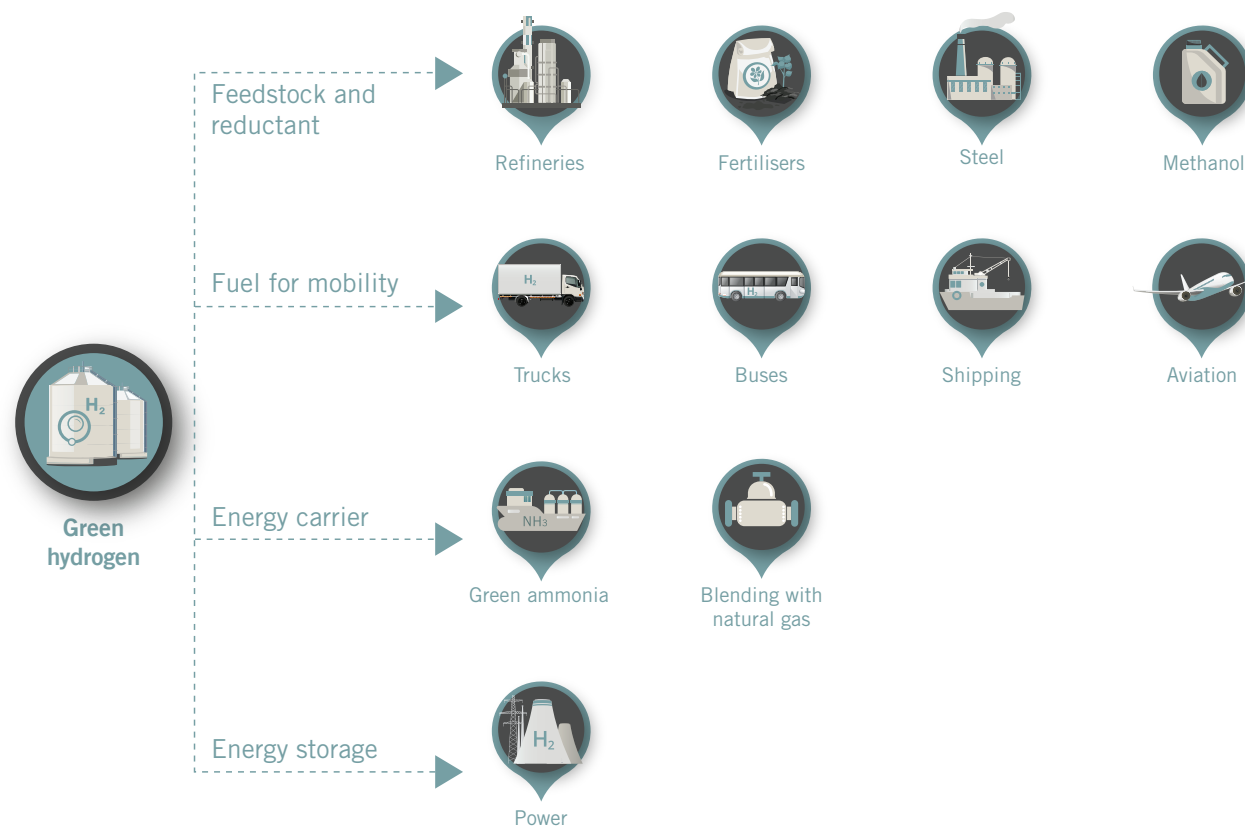 Feedstock and
reductant
Refineries
Fertilisers
Steel
Methanol
Fuel for mobility
H₂
H₂
Trucks
Buses
Shipping
Aviation
H₂
Green
hydrogen
Energy carrier
NH₃
Green ammonia
Blending with
natural gas
Energy storage
H₂
Power